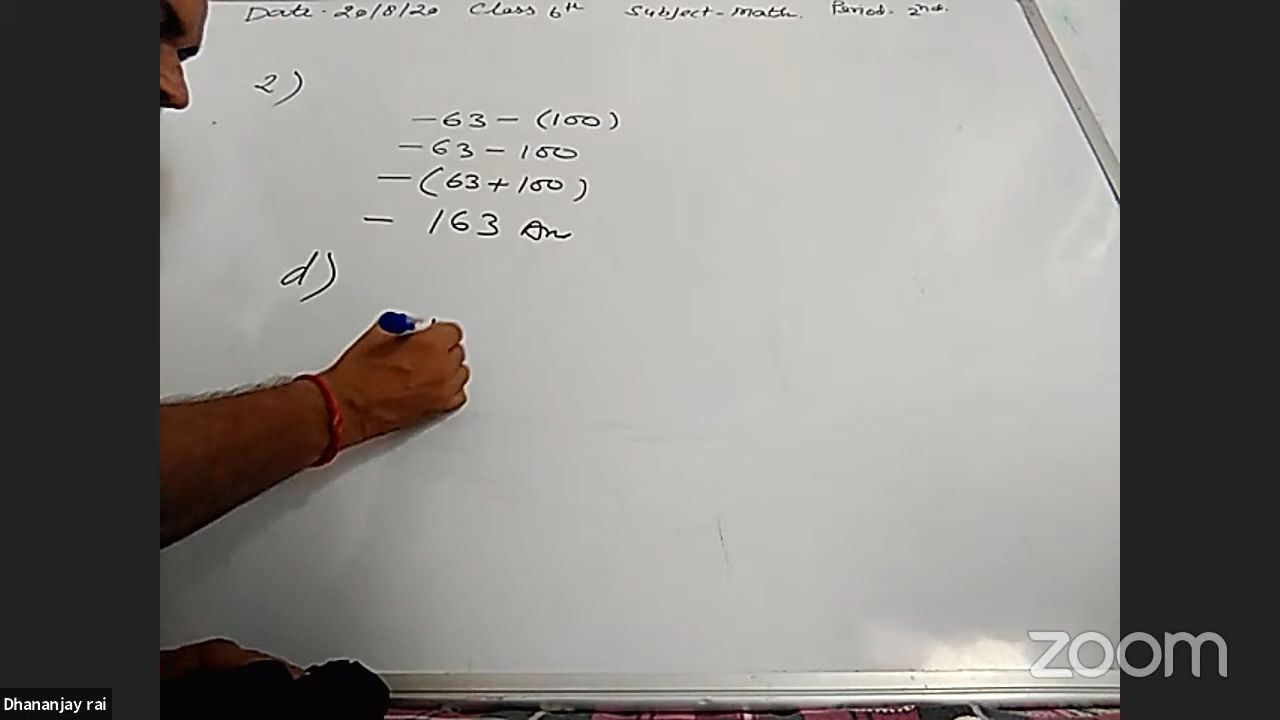 Date. 20/8/20 Class 6th Subject-Math. Period. 2nd.
2)
-63-(100)
-63-100
-(63+100)
- 163 Ans
d)
zoom
Dhananjay rai